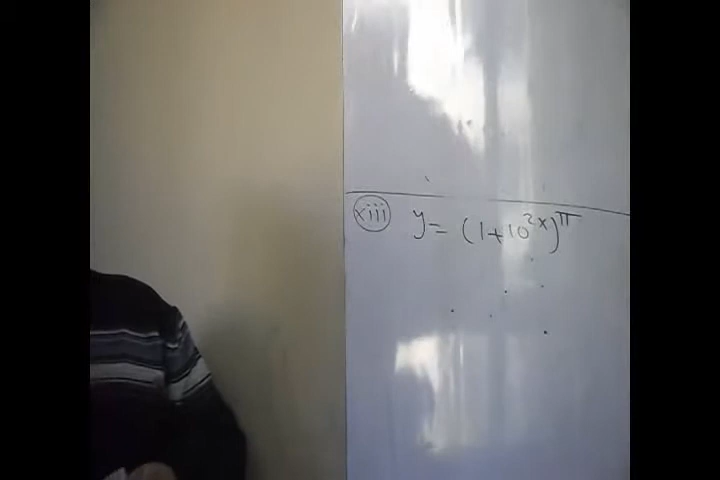 xiii y = (1+10^{2x})^π